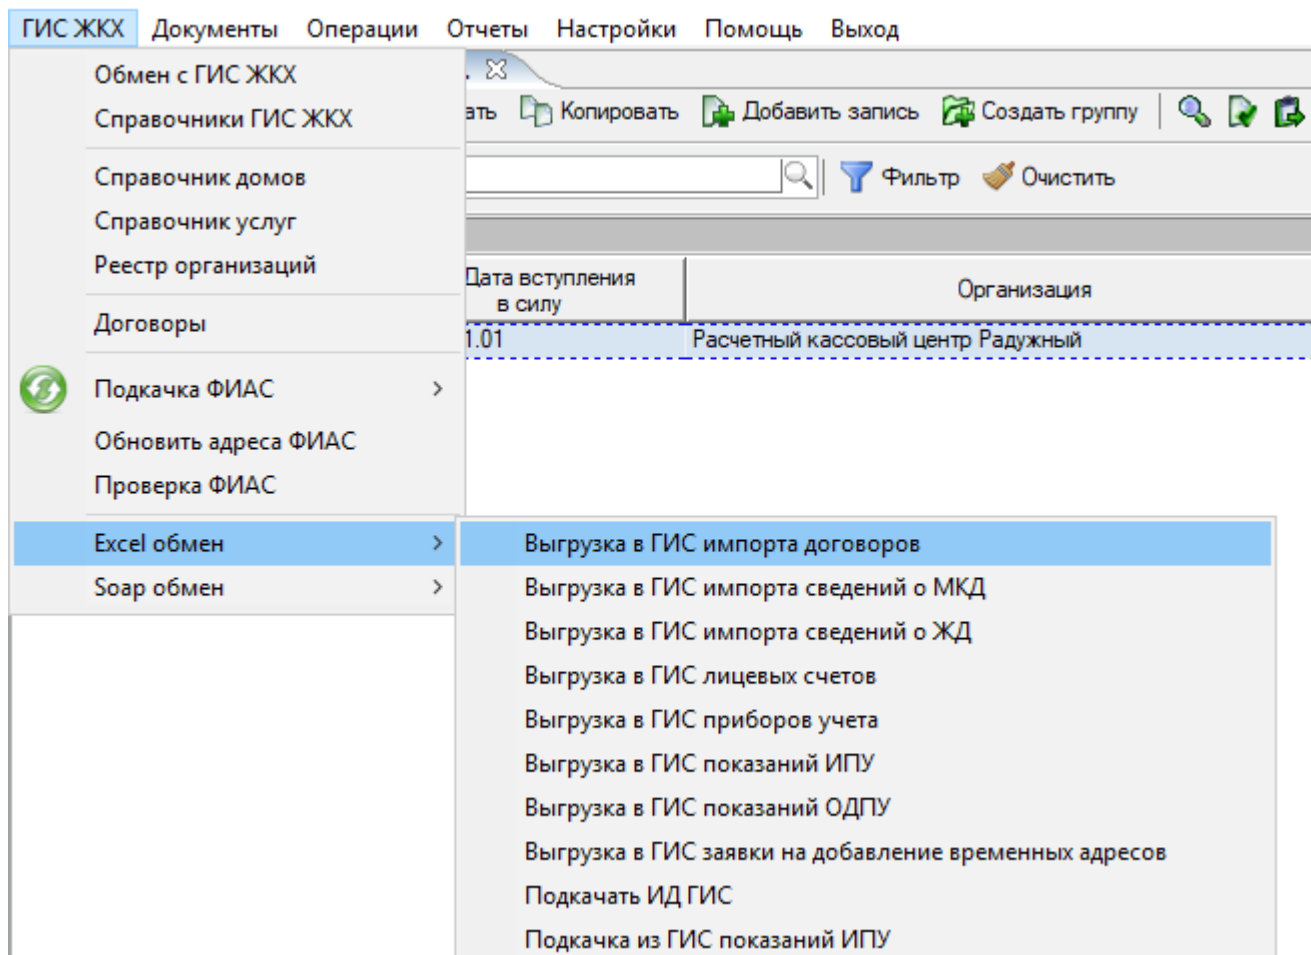 ГИС ЖКХ Документы Операции Отчеты Настройки Помощь Выход
Обмен с ГИС ЖКХ
Справочники ГИС ЖКХ
Копировать Добавить запись Создать группу
Справочник домов
Фильтр Очистить
Справочник услуг
Реестр организаций
Дата вступления
в силу
Организация
Договоры
1.01 Расчетный кассовый центр Радужный
Подкачка ФИАС
Обновить адреса ФИАС
Проверка ФИАС
Excel обмен
Soap обмен
Выгрузка в ГИС импорта договоров
Выгрузка в ГИС импорта сведений о МКД
Выгрузка в ГИС импорта сведений о ЖД
Выгрузка в ГИС лицевых счетов
Выгрузка в ГИС приборов учета
Выгрузка в ГИС показаний ИПУ
Выгрузка в ГИС показаний ОДПУ
Выгрузка в ГИС заявки на добавление временных адресов
Подкачать ИД ГИС
Подкачка из ГИС показаний ИПУ